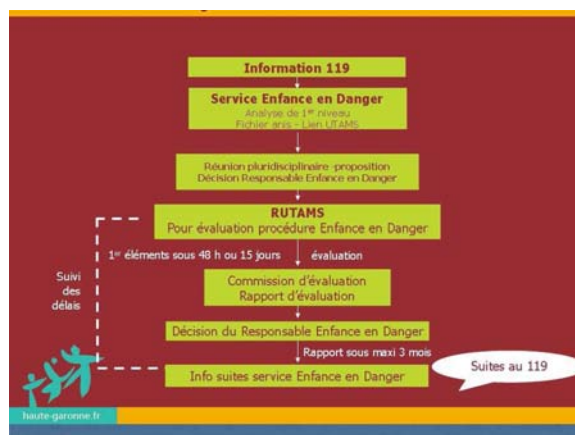 Information 119
Service Enfance en Danger
Analyse de 1er niveau
Fichier anis - Lien UTAMS
Réunion pluridisciplinaire -proposition
Décision Responsable Enfance en Danger
RUTAMS
Pour évaluation procédure Enfance en Danger
1er éléments sous 48 h ou 15 jours
évaluation
Suivi
des
délais
Commission d'évaluation
Rapport d'évaluation
Décision du Responsable Enfance en Danger
Rapport sous maxi 3 mois
Info suites service Enfance en Danger
Suites au 119
haute-garonne.fr